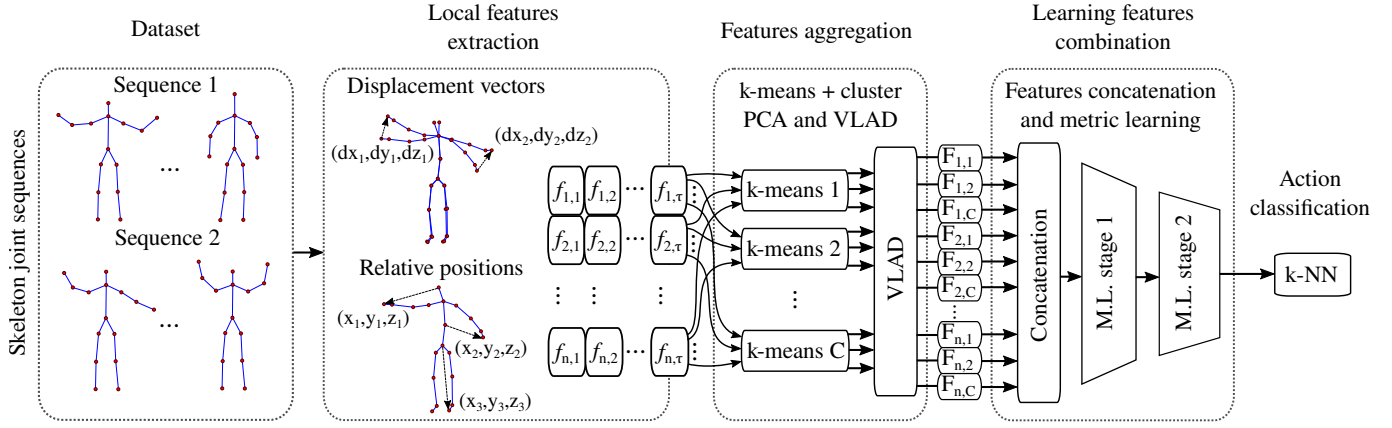 Dataset
Local features
extraction
Features aggregation
Learning features
combination
Skeleton joint sequences
Sequence 1
...
Sequence 2
...
Displacement vectors
(dx₁,dy₁,dz₁)
(dx₂,dy₂,dz₂)
Relative positions
(x₁,y₁,z₁)
(x₂,y₂,z₂)
(x₃,y₃,z₃)
f₁,₁ f₁,₂ ... f₁,τ
f₂,₁ f₂,₂ ... f₂,τ
fₙ,₁ fₙ,₂ ... fₙ,τ
k-means + cluster
PCA and VLAD
k-means 1
k-means 2
k-means C
VLAD
F₁,₁
F₁,₂
F₁,C
F₂,₁
F₂,₂
F₂,C
Fₙ,₁
Fₙ,₂
Fₙ,C
Features concatenation
and metric learning
Concatenation
M.L. stage 1
M.L. stage 2
Action
classification
k-NN